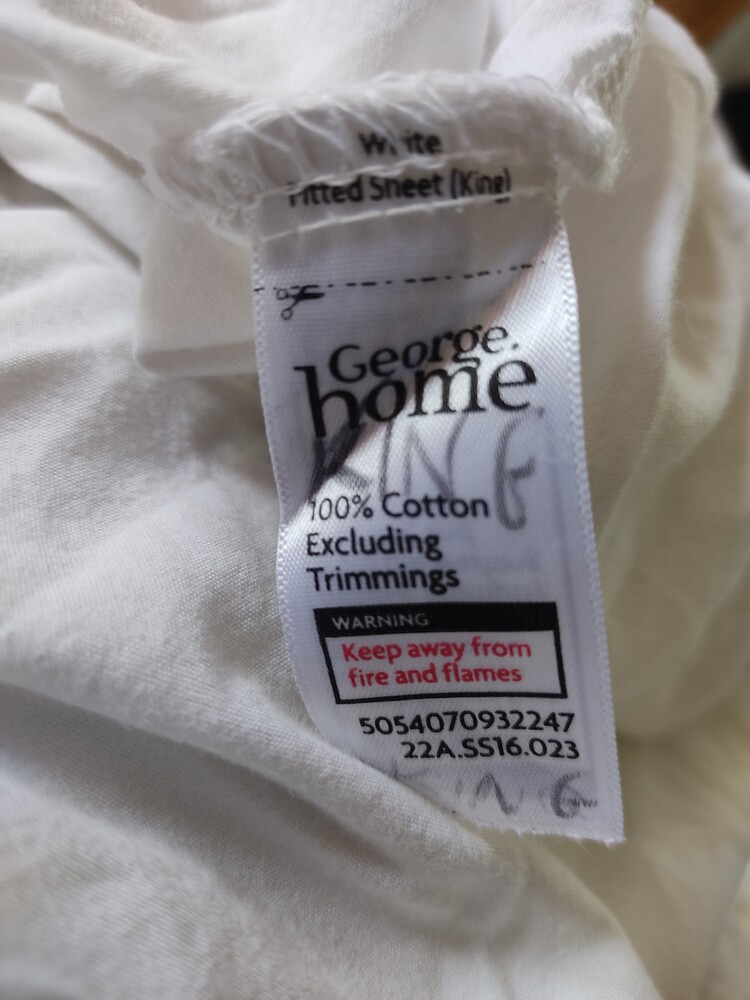 White
Fitted Sheet (King)
George.
home
KING
100% Cotton
Excluding
Trimmings
WARNING
Keep away from
fire and flames
5054070932247
22A.SS16.023
KING